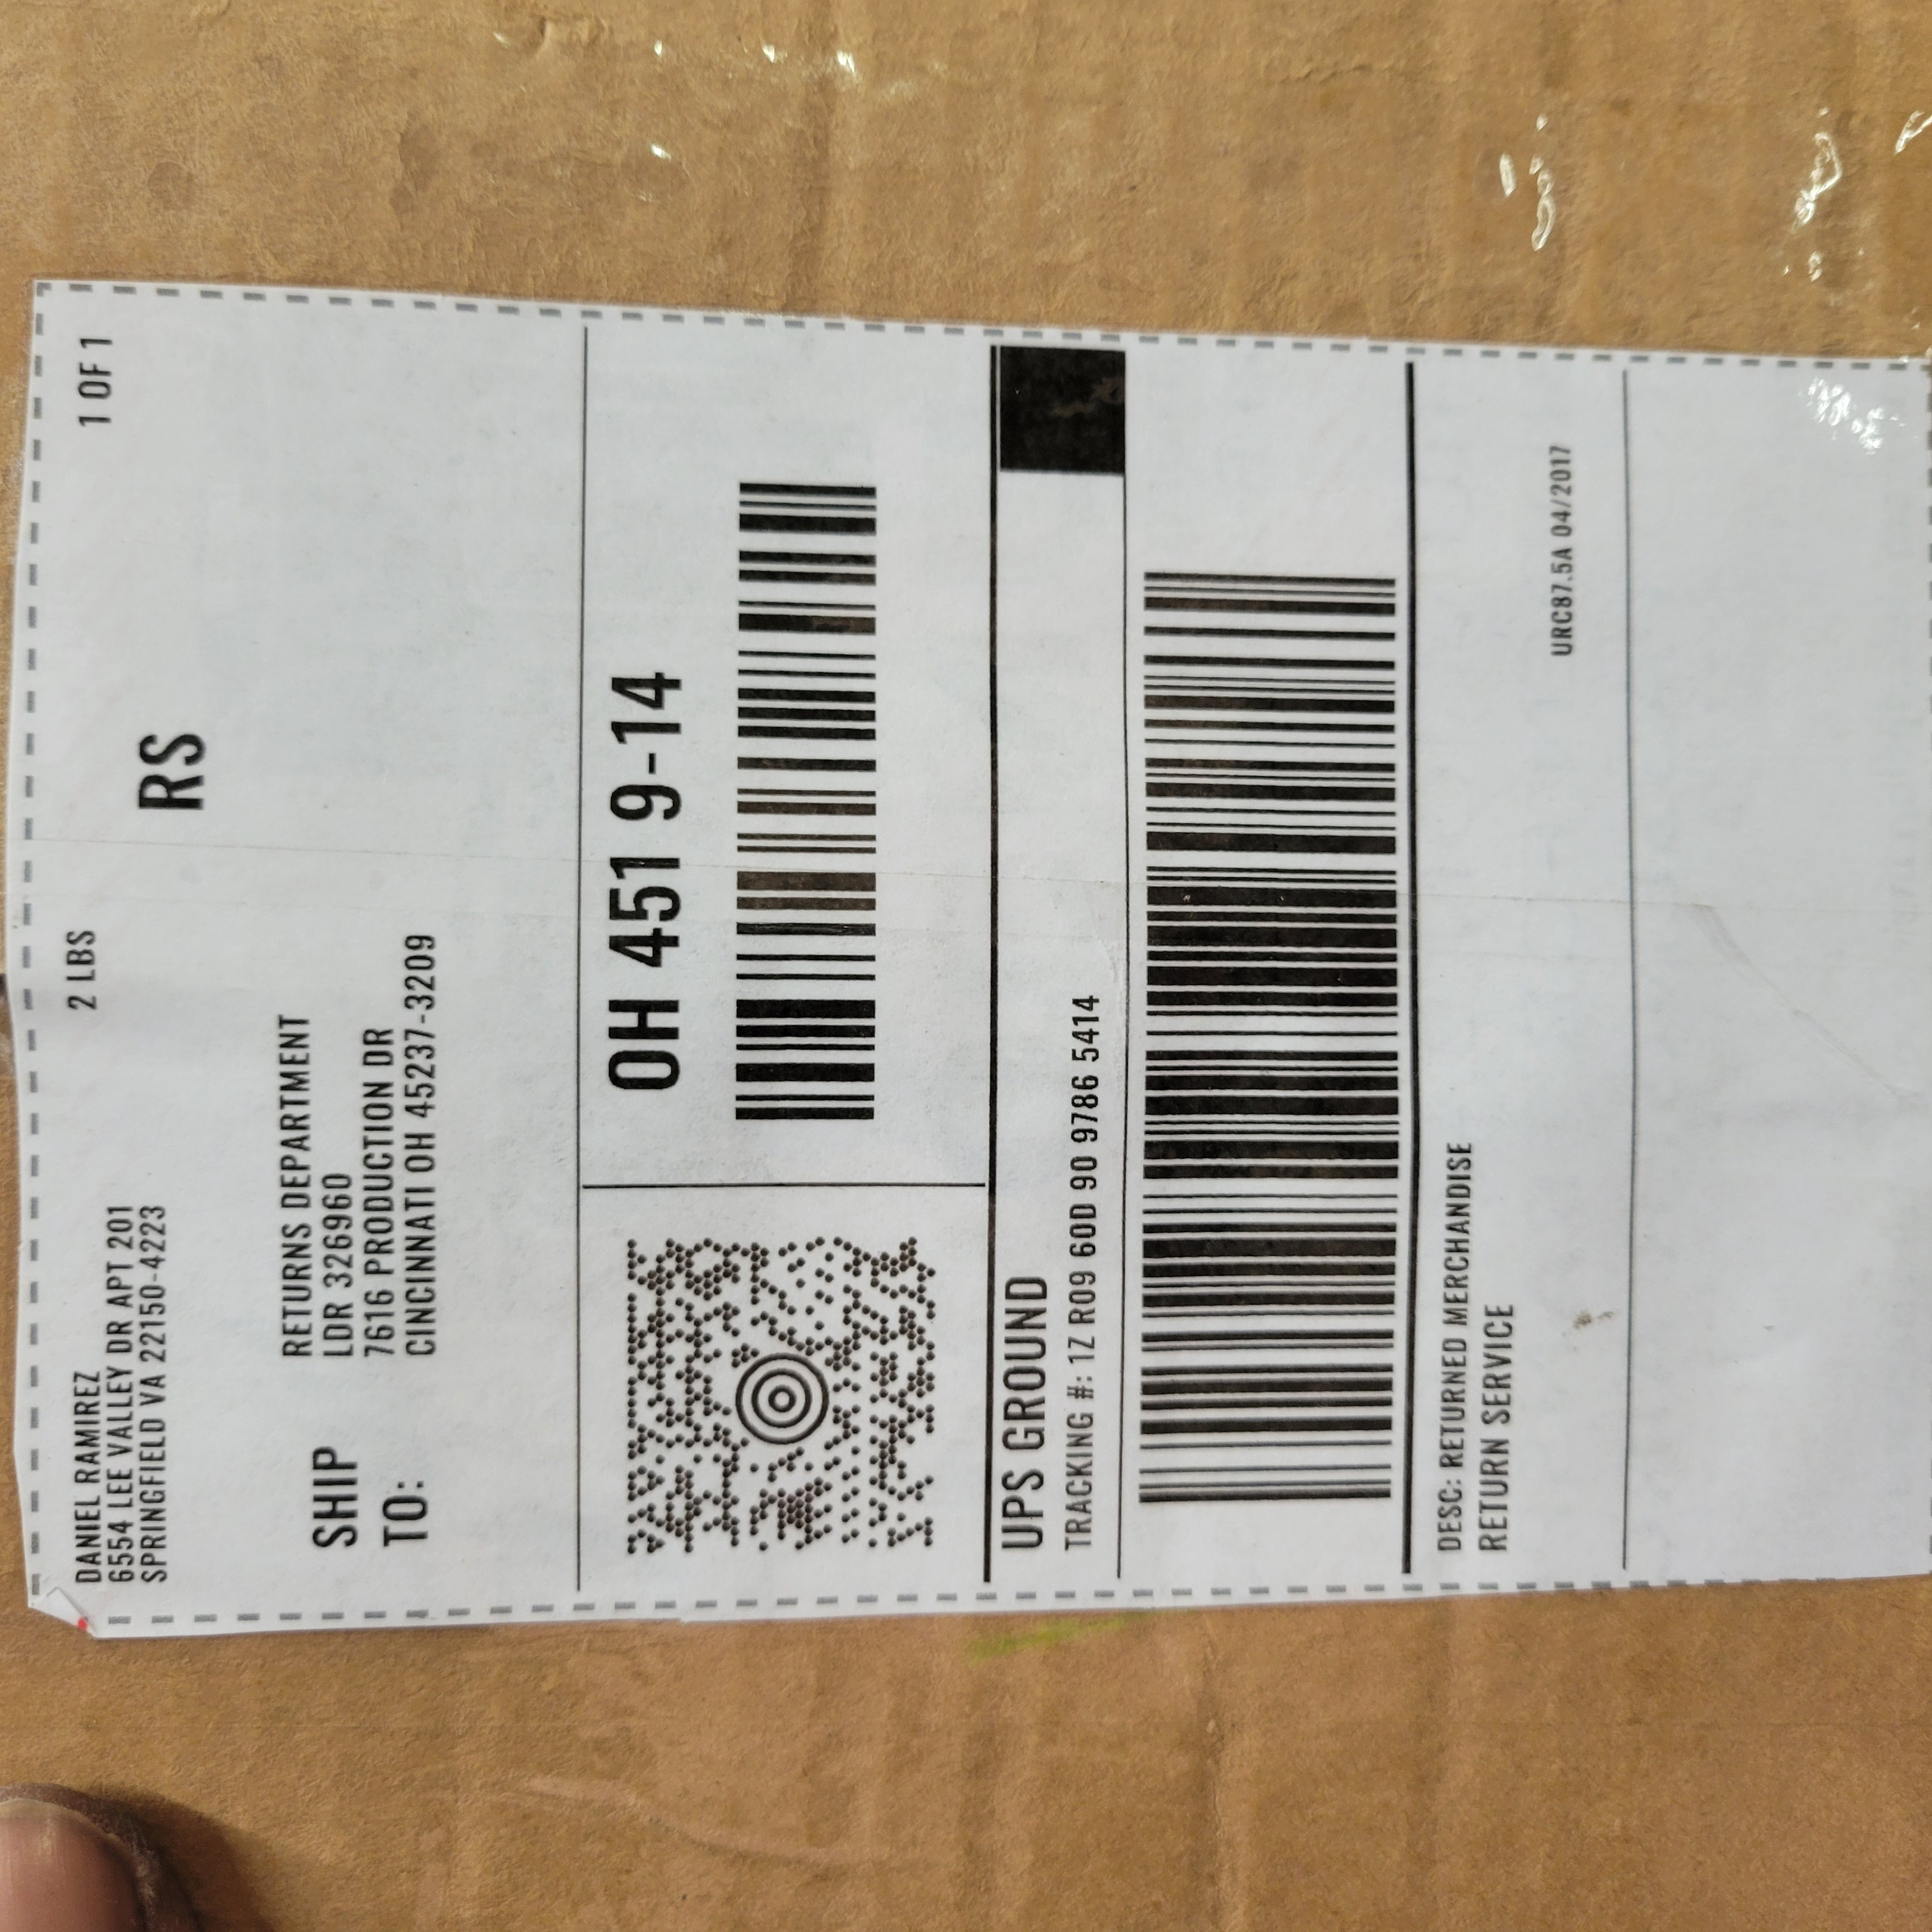 DANIEL RAMIREZ
6554 LEE VALLEY DR APT 201
SPRINGFIELD VA 22150-4223
2 LBS
1 OF 1
RS
SHIP
TO:
RETURNS DEPARTMENT
LDR 326960
7616 PRODUCTION DR
CINCINNATI OH 45237-3209
OH 451 9-14
UPS GROUND
TRACKING #: 1Z R09 60D 90 9786 5414
DESC: RETURNED MERCHANDISE
RETURN SERVICE
URC87.5A 04/2017